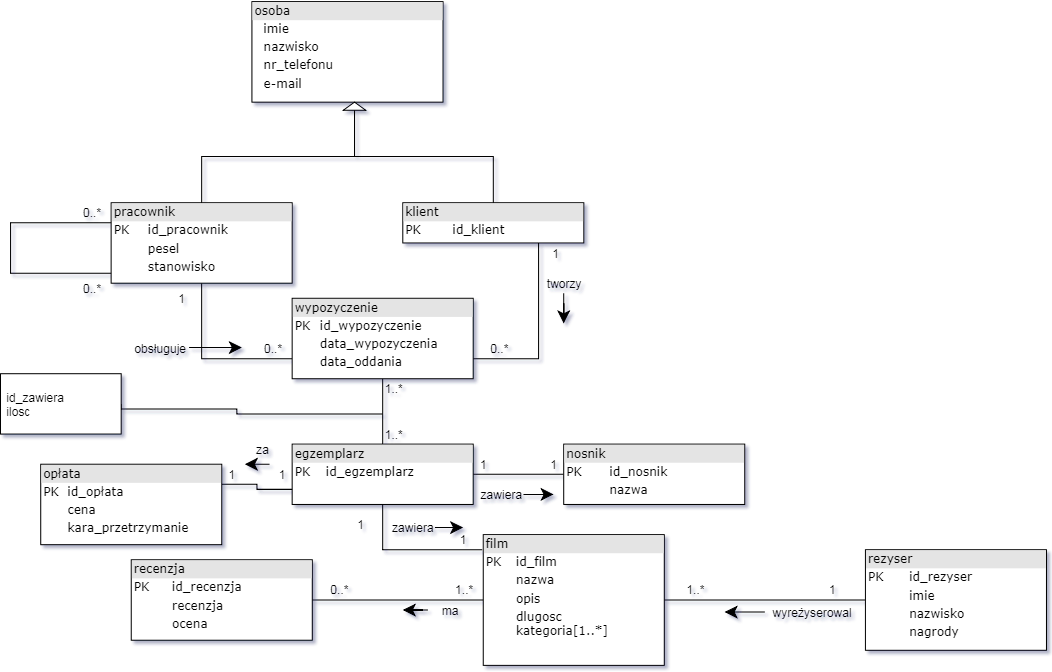 osoba
imie
nazwisko
nr_telefonu
e-mail
0..*
pracownik
PK id_pracownik
pesel
stanowisko
0..*
klient
PK id_klient
1
tworzy
1
wypozyczenie
PK id_wypozyczenie
data_wypozyczenia
data_oddania
obsługuje
0..*
0..*
1..*
id_zawiera
ilosc
1..*
za
egzemplarz
PK id_egzemplarz
1
1
nosnik
PK id_nosnik
nazwa
zawiera
1
1
opłata
PK id_opłata
cena
kara_przetrzymanie
1
zawiera
1
film
PK id_film
nazwa
opis
dlugosc
kategoria[1..*]
recenzja
PK id_recenzja
recenzja
ocena
0..*
1..*
ma
1..*
1
wyreżyserowal
rezyser
PK id_rezyser
imie
nazwisko
nagrody